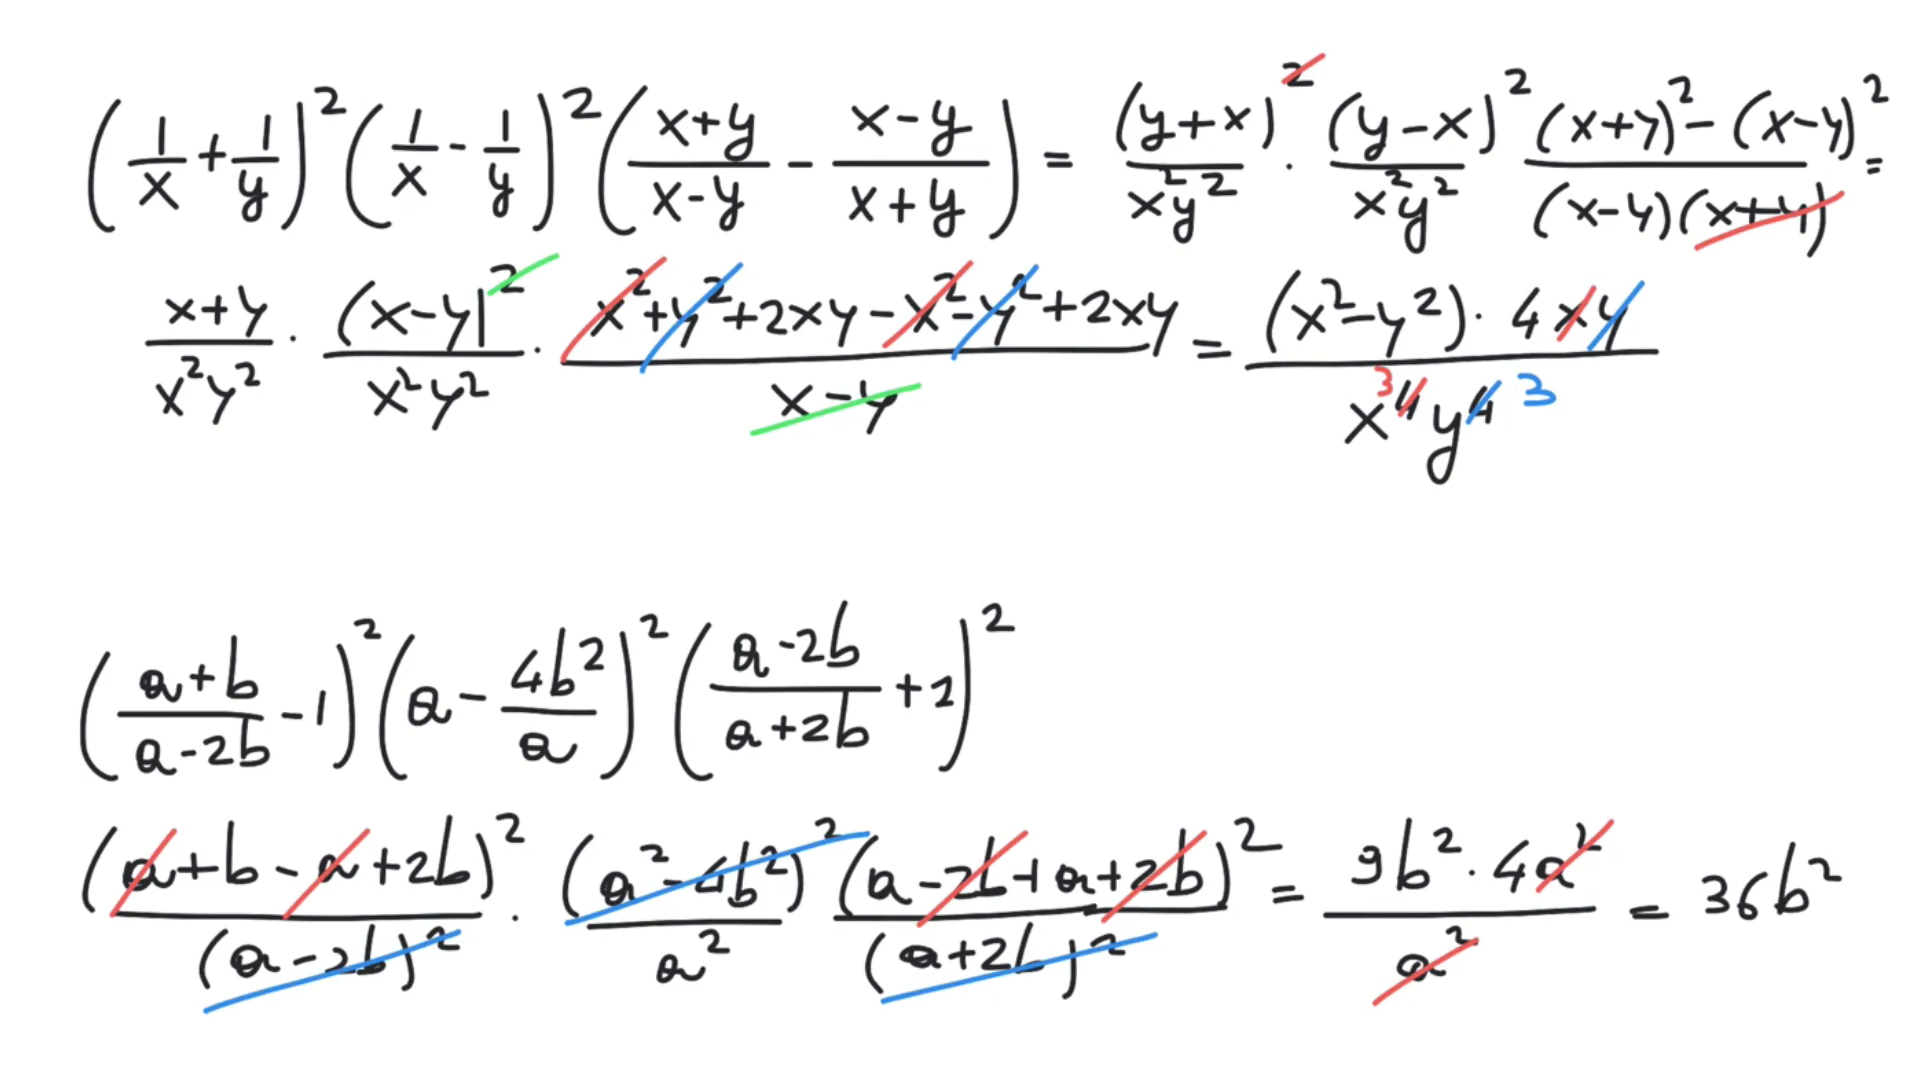 (1/x + 1/y)² (1/x - 1/y)² ((x+y)/(x-y) - (x-y)/(x+y)) = (y+x)²/(x²y²) · (y-x)²/(x²y²) ((x+y)² - (x-y)²)/((x-y)(x+y)) =
(x+y)/(x²y²) · (x-y)²/(x²y²) · (x²+y²+2xy-x²-y²+2xy)/(x-y) = ((x²-y²) · 4xy)/(x⁴ ³ y⁴ ³)
((a+b)/(a-2b) - 1)² (a - 4b²/a)² ((a-2b)/(a+2b) + 1)²
(a+b-a+2b)²/(a-2b)² · (a²-4b²)²/a² (a-2b+a+2b)²/(a+2b)² = (9b² · 4a²)/a² = 36b²